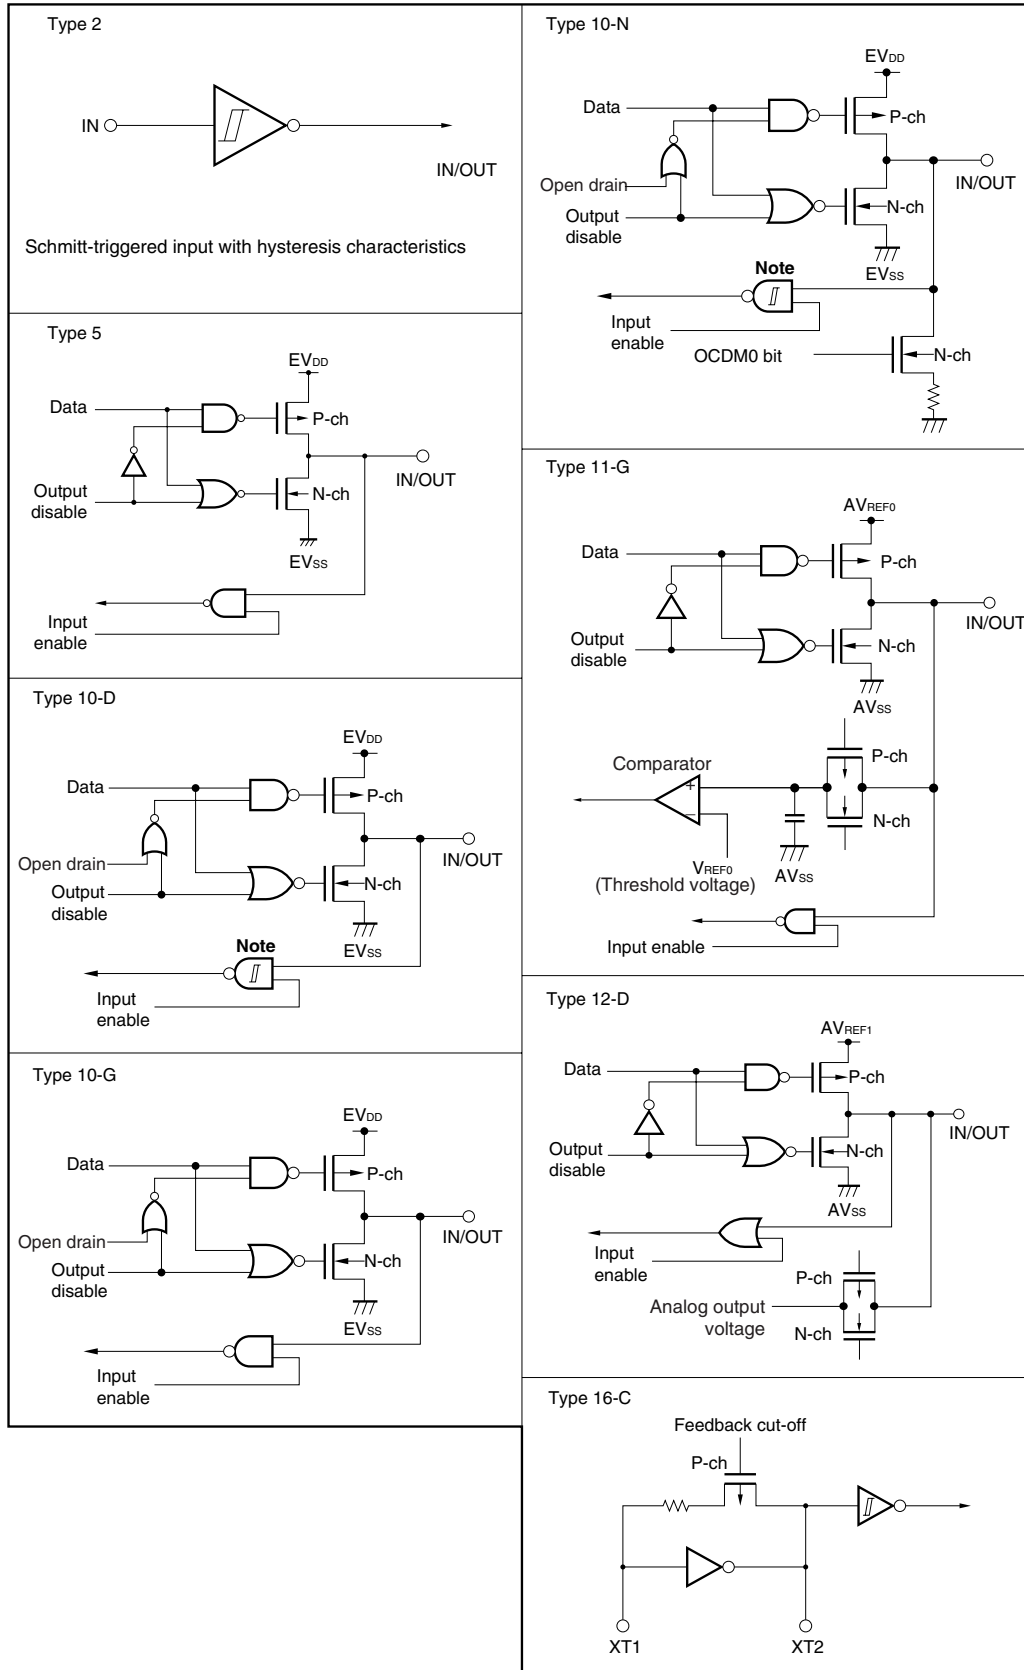 Type 2
IN
IN/OUT
Schmitt-triggered input with hysteresis characteristics
Type 5
EVDD
Data
P-ch
IN/OUT
Output
disable
N-ch
EVSS
Input
enable
Type 10-D
EVDD
Data
P-ch
IN/OUT
Open drain
Output
disable
N-ch
EVSS
Note
Input
enable
Type 10-G
EVDD
Data
P-ch
IN/OUT
Open drain
Output
disable
N-ch
EVSS
Input
enable
Type 10-N
EVDD
Data
P-ch
IN/OUT
Open drain
Output
disable
N-ch
EVSS
Note
Input
enable
OCDM0 bit
N-ch
Type 11-G
AVREF0
Data
P-ch
IN/OUT
Output
disable
N-ch
AVSS
P-ch
Comparator
+
–
N-ch
VREF0
(Threshold voltage)
AVSS
Input enable
Type 12-D
AVREF1
Data
P-ch
IN/OUT
Output
disable
N-ch
AVSS
Input
enable
P-ch
Analog output
voltage
N-ch
Type 16-C
Feedback cut-off
P-ch
XT1
XT2